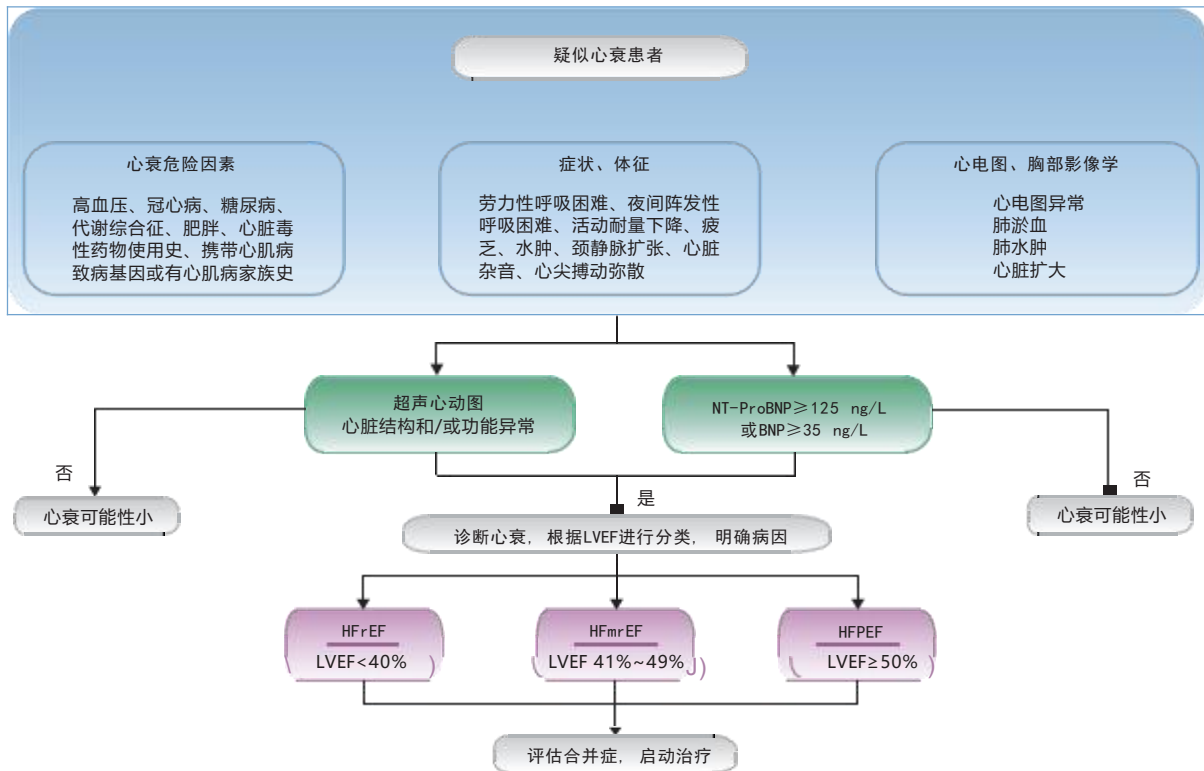 疑似心衰患者
心衰危险因素
高血压、冠心病、糖尿病、
代谢综合征、肥胖、心脏毒
性药物使用史、携带心肌病
致病基因或有心肌病家族史
症状、体征
劳力性呼吸困难、夜间阵发性
呼吸困难、活动耐量下降、疲
乏、水肿、颈静脉扩张、心脏
杂音、心尖搏动弥散
心电图、胸部影像学
心电图异常
肺淤血
肺水肿
心脏扩大
超声心动图
心脏结构和/或功能异常
NT-ProBNP≥125 ng/L
或BNP≥35 ng/L
否
心衰可能性小
是
否
心衰可能性小
诊断心衰, 根据LVEF进行分类, 明确病因
HFrEF
LVEF<40%
HFmrEF
LVEF 41%~49%
HFPEF
LVEF≥50%
评估合并症, 启动治疗